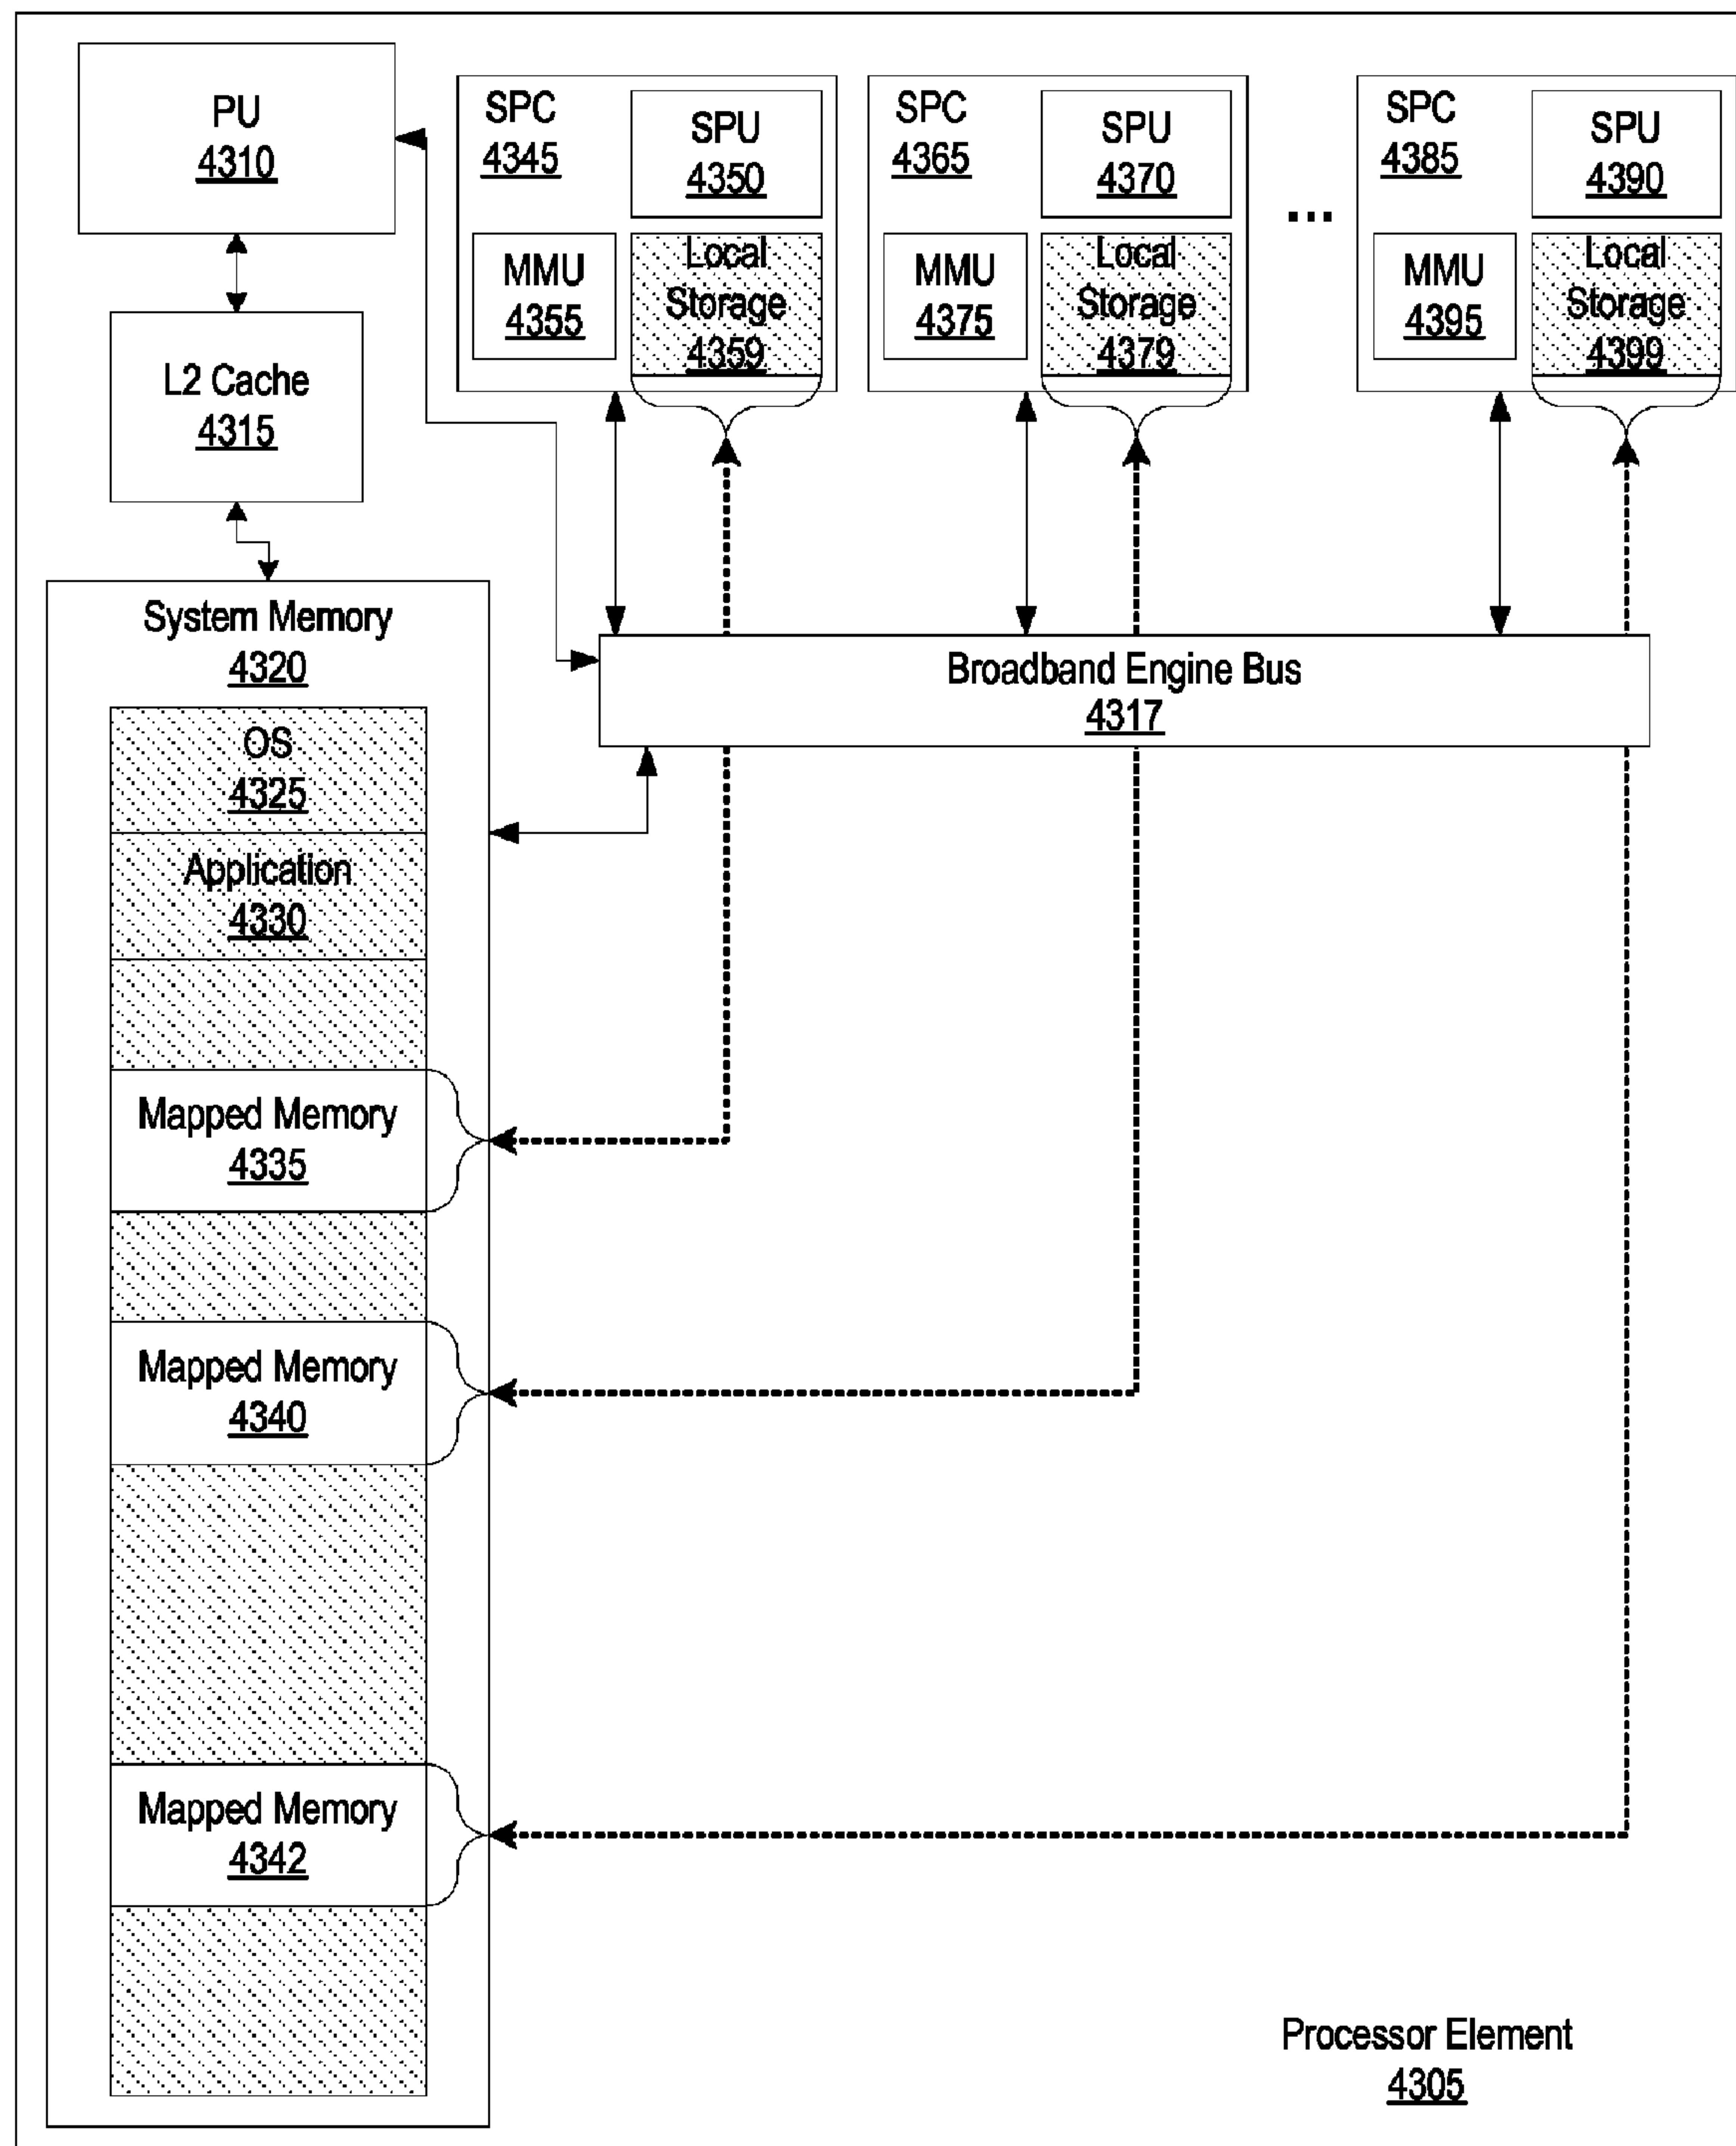 PU
4310
SPC
4345
SPU
4350
MMU
4355
Local
Storage
4359
SPC
4365
SPU
4370
MMU
4375
Local
Storage
4379
...
SPC
4385
SPU
4390
MMU
4395
Local
Storage
4399
L2 Cache
4315
System Memory
4320
Broadband Engine Bus
4317
OS
4325
Application
4330
Mapped Memory
4335
Mapped Memory
4340
Mapped Memory
4342
Processor Element
4305